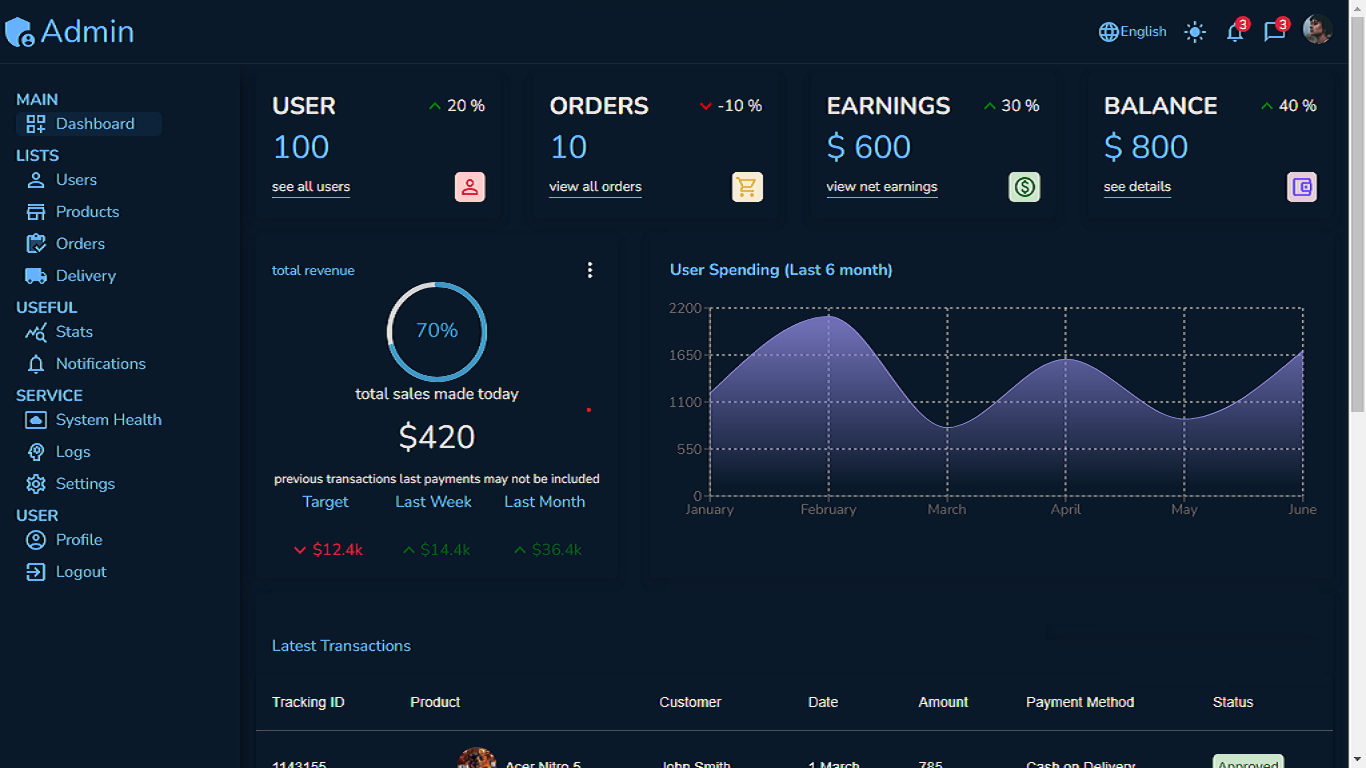 Admin
English
3
3
MAIN
Dashboard
LISTS
Users
Products
Orders
Delivery
USEFUL
Stats
Notifications
SERVICE
System Health
Logs
Settings
USER
Profile
Logout
USER 20 %
100
see all users
ORDERS -10 %
10
view all orders
EARNINGS 30 %
$ 600
view net earnings
BALANCE 40 %
$ 800
see details
total revenue
70%
total sales made today
$420
previous transactions last payments may not be included
Target Last Week Last Month
$12.4k $14.4k $36.4k
User Spending (Last 6 month)
2200
1650
1100
550
0
January February March April May June
Latest Transactions
Tracking ID Product Customer Date Amount Payment Method Status
1143155 Acer Nitro 5 John Smith 1 March 785 Cash on Delivery Approved